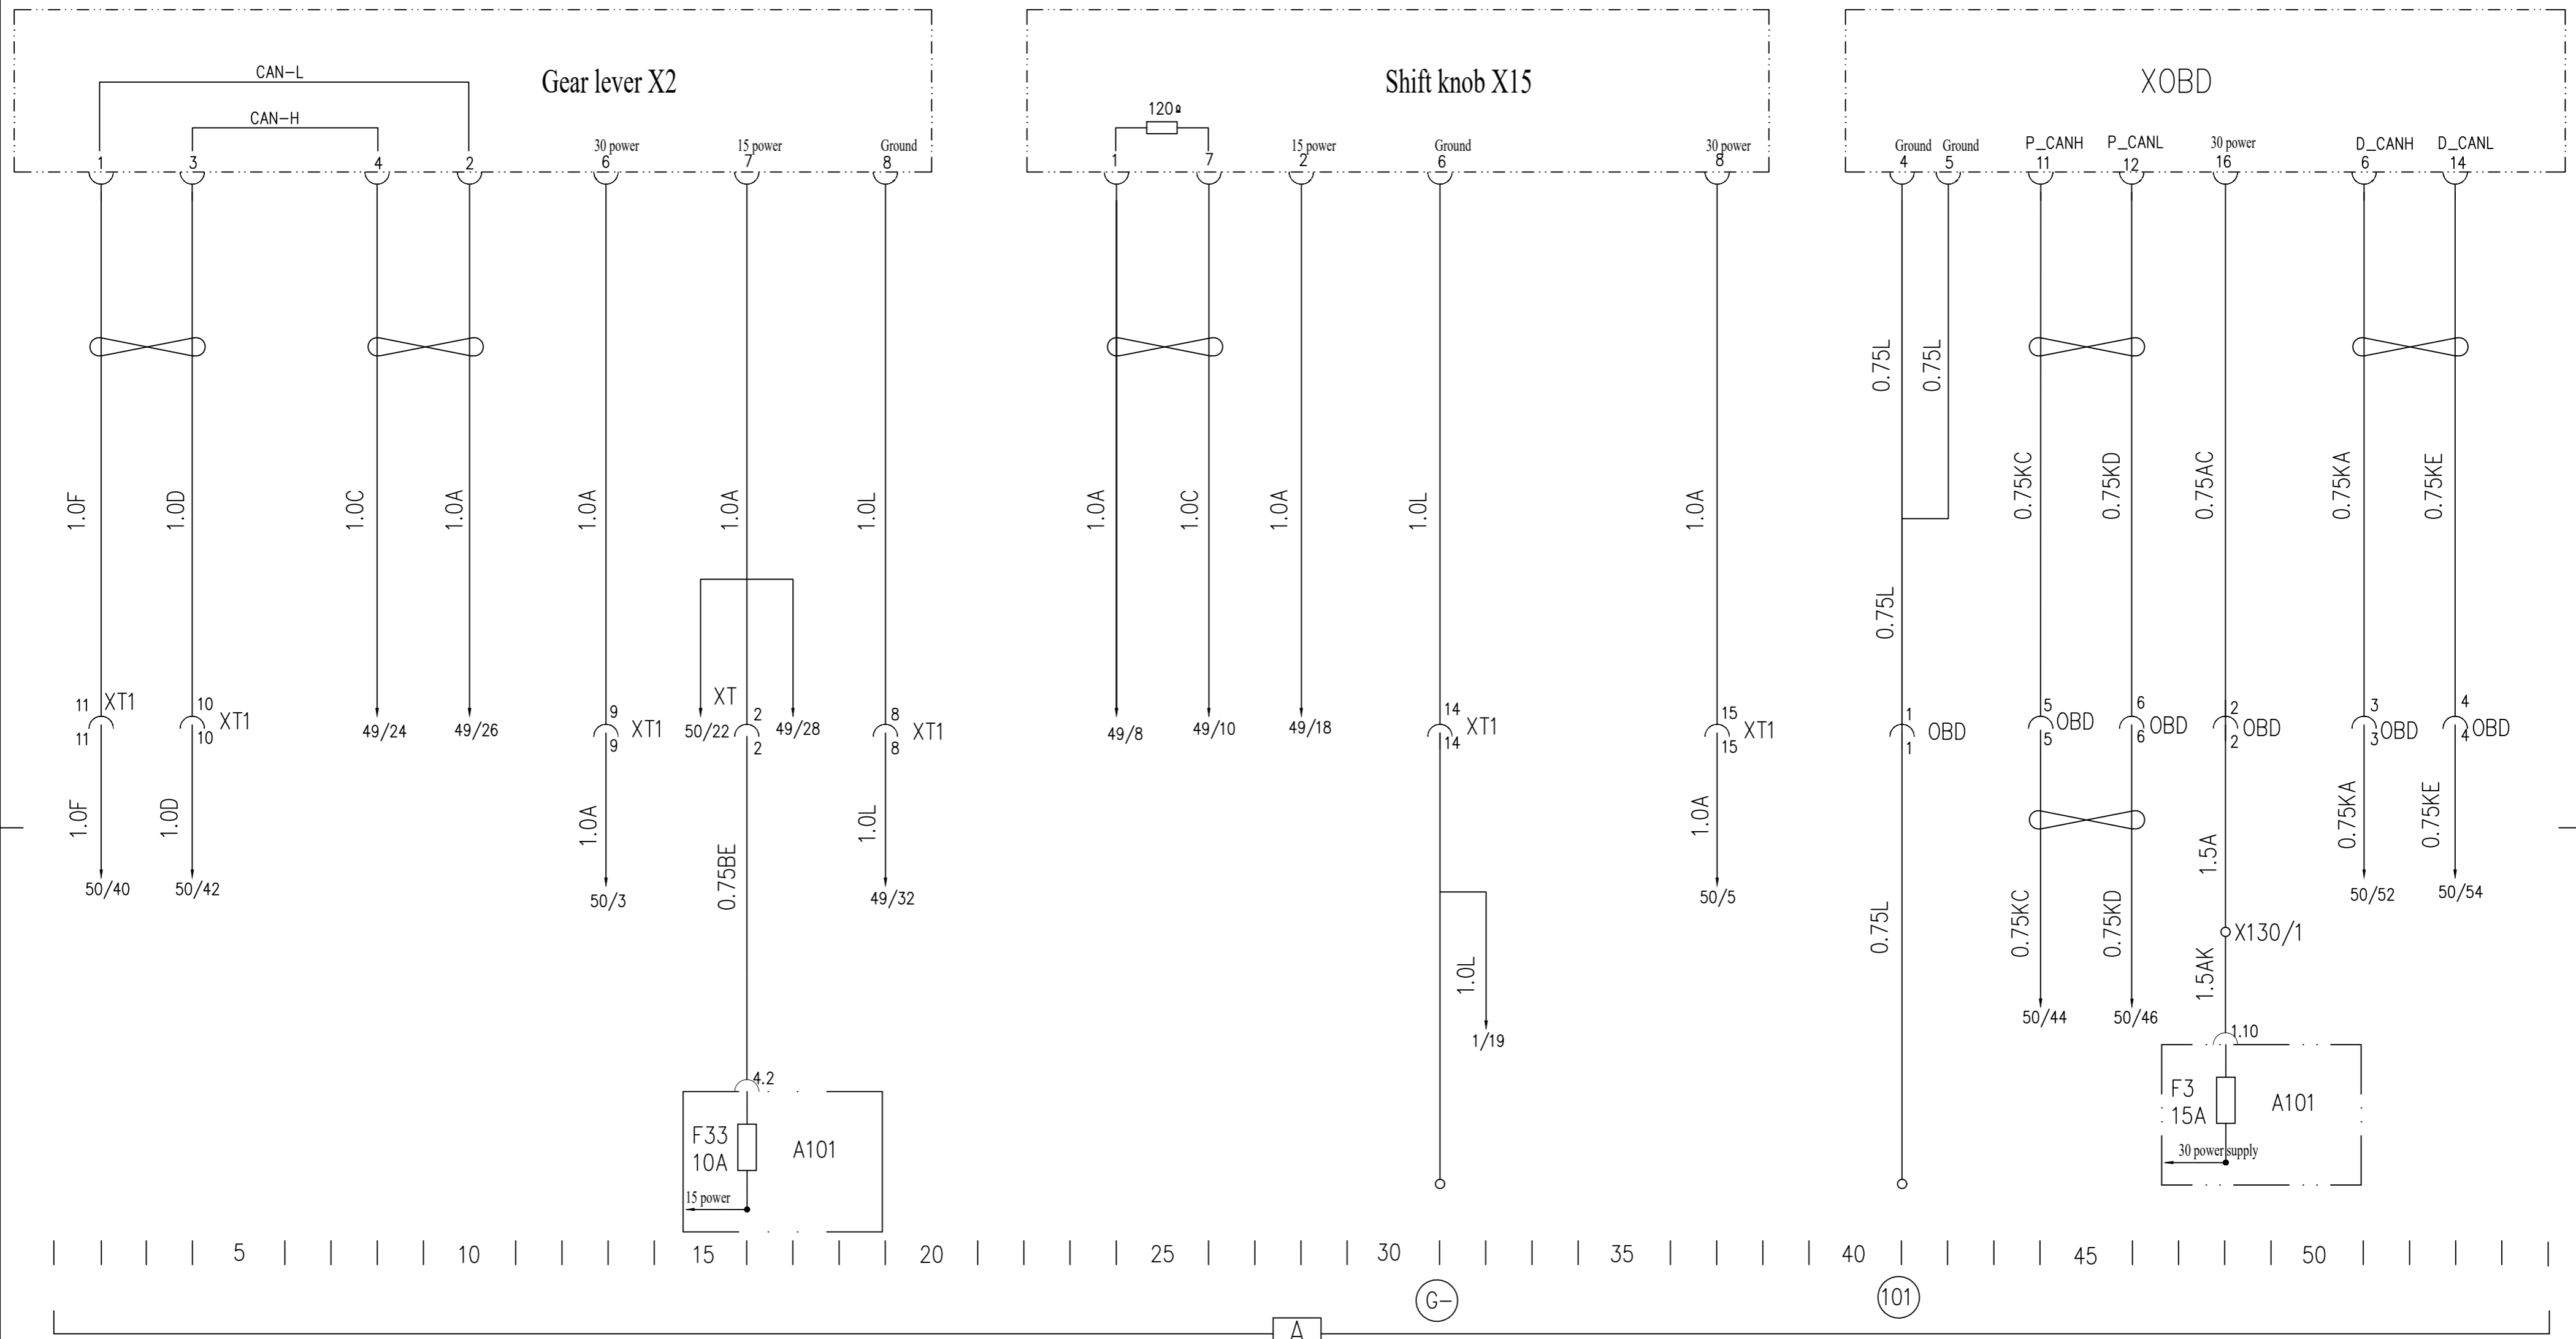 CAN-L
Gear lever X2
Shift knob X15
XOBD
CAN-H
120Ω
30 power
15 power
Ground
15 power
Ground
30 power
Ground
Ground
P_CANH
P_CANL
30 power
D_CANH
D_CANL
1
3
4
2
6
7
8
1
7
2
6
8
4
5
11
12
16
6
14
0.75L
0.75L
1.0F
1.0D
1.0C
1.0A
1.0A
1.0A
1.0L
1.0A
1.0C
1.0A
1.0L
1.0A
0.75KC
0.75KD
0.75AC
0.75KA
0.75KE
0.75L
11
XT1
11
10
XT1
10
49/24
49/26
9
XT1
9
XT
50/22
2
2
49/28
8
XT1
8
49/8
49/10
49/18
14
XT1
14
15
XT1
15
1
OBD
1
5
OBD
5
6
OBD
6
2
OBD
2
3
OBD
3
4
OBD
4
1.0F
1.0D
1.0A
0.75BE
1.0L
1.0A
0.75L
0.75KC
0.75KD
1.5A
0.75KA
0.75KE
50/40
50/42
50/3
49/32
50/5
50/52
50/54
X130/1
1.0L
1.5AK
1/19
50/44
50/46
1.10
4.2
F3
15A
A101
30 power supply
F33
10A
A101
15 power
5
10
15
20
25
30
35
40
45
50
G-
101
A